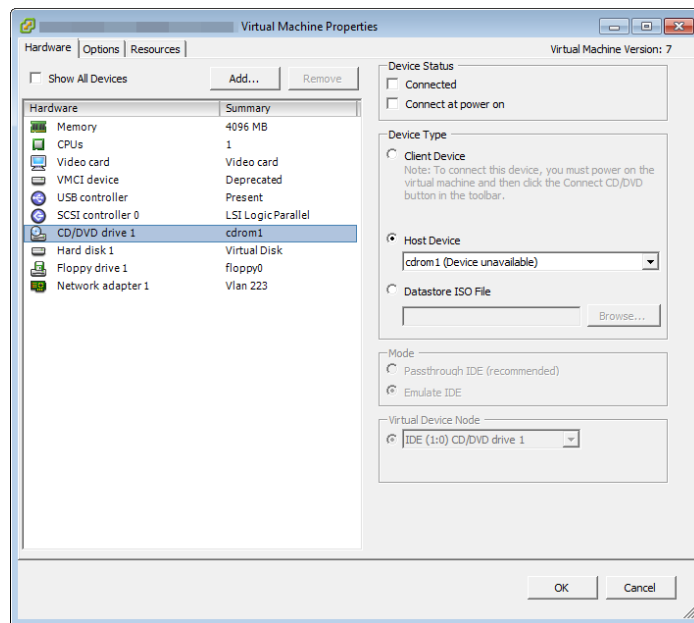 Virtual Machine Properties
Hardware Options Resources Virtual Machine Version: 7
Show All Devices Add... Remove
Hardware Summary
Memory 4096 MB
CPUs 1
Video card Video card
VMCI device Deprecated
USB controller Present
SCSI controller 0 LSI Logic Parallel
CD/DVD drive 1 cdrom1
Hard disk 1 Virtual Disk
Floppy drive 1 floppy0
Network adapter 1 Vlan 223
Device Status
Connected
Connect at power on
Device Type
Client Device
Note: To connect this device, you must power on the
virtual machine and then click the Connect CD/DVD
button in the toolbar.
Host Device
cdrom1 (Device unavailable)
Datastore ISO File
Browse...
Mode
Passthrough IDE (recommended)
Emulate IDE
Virtual Device Node
IDE (1:0) CD/DVD drive 1
OK Cancel